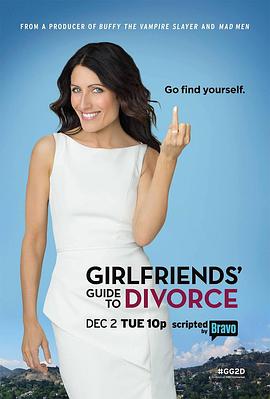 FROM A PRODUCER OF BUFFY THE VAMPIRE SLAYER AND MAD MEN
Go find yourself.
GIRLFRIENDS'
GUIDE TO DIVORCE
DEC 2 TUE 10p scripted by Bravo
#GG2D